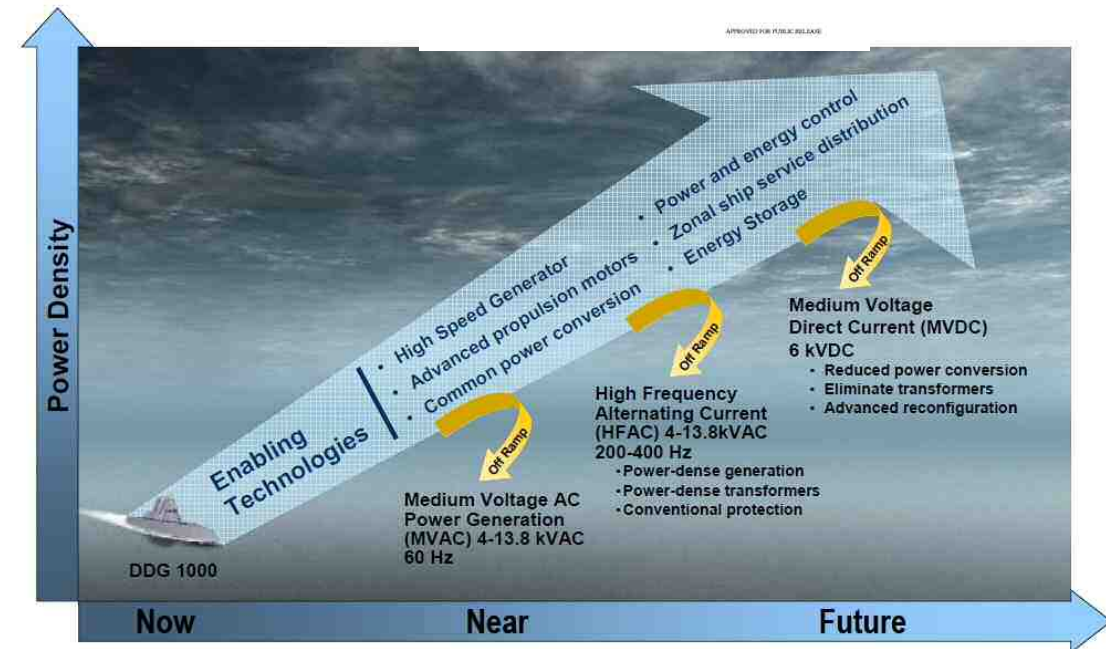 APPROVED FOR PUBLIC RELEASE
Power Density
Enabling
Technologies
• High Speed Generator
• Advanced propulsion motors
• Common power conversion
• Power and energy control
• Zonal ship service distribution
• Energy Storage
Off Ramp
Medium Voltage AC
Power Generation
(MVAC) 4-13.8 kVAC
60 Hz
Off Ramp
High Frequency
Alternating Current
(HFAC) 4-13.8kVAC
200-400 Hz
•Power-dense generation
•Power-dense transformers
•Conventional protection
Off Ramp
Medium Voltage
Direct Current (MVDC)
6 kVDC
• Reduced power conversion
• Eliminate transformers
• Advanced reconfiguration
DDG 1000
Now
Near
Future